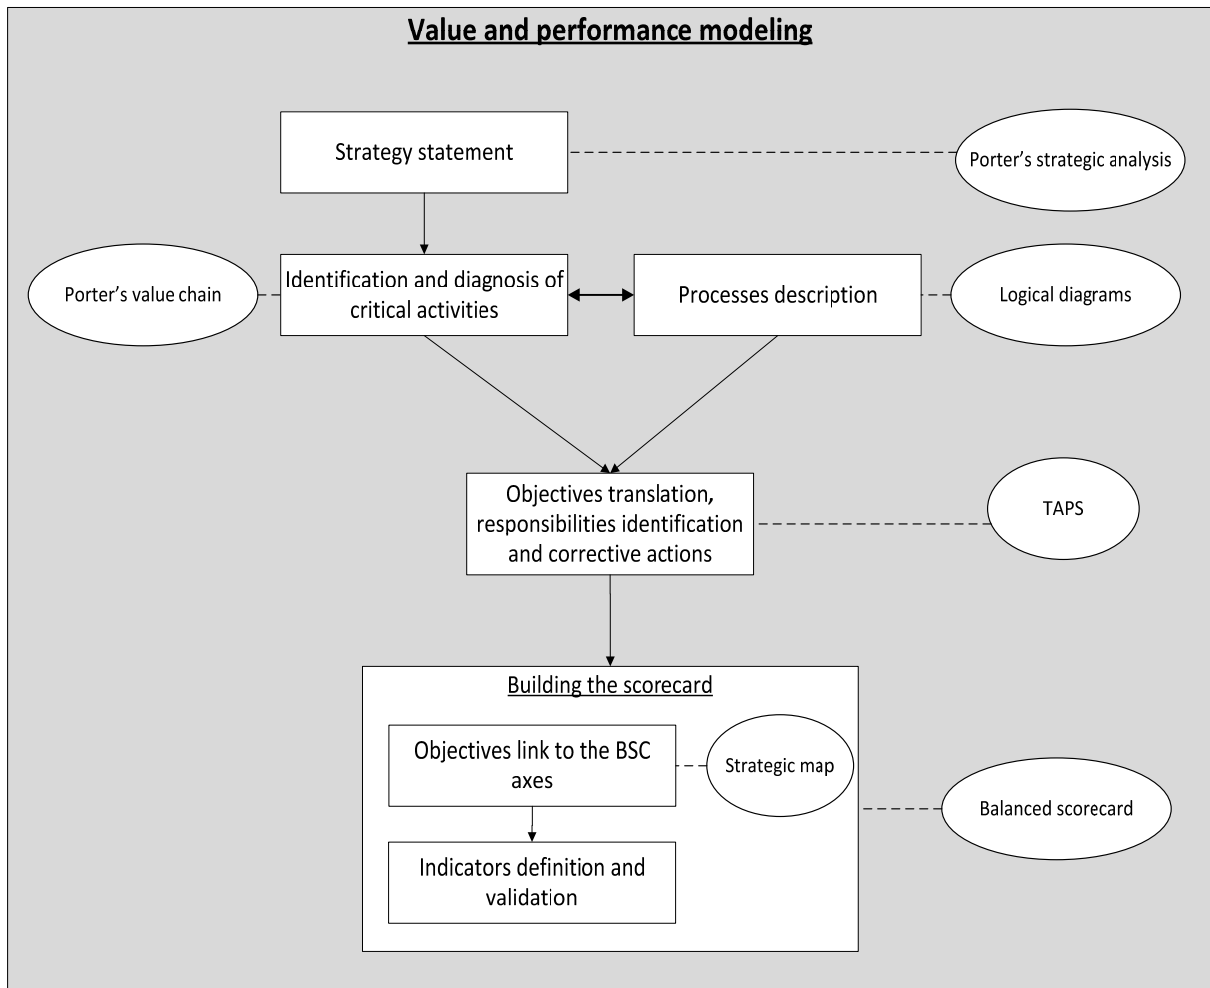 Value and performance modeling
Strategy statement
Porter's strategic analysis
Porter's value chain
Identification and diagnosis of
critical activities
Processes description
Logical diagrams
Objectives translation,
responsibilities identification
and corrective actions
TAPS
Building the scorecard
Objectives link to the BSC
axes
Strategic map
Balanced scorecard
Indicators definition and
validation